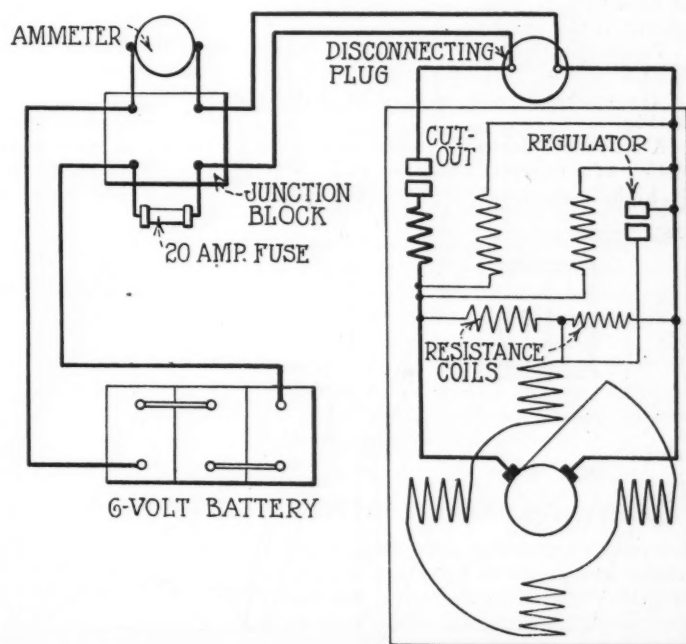 AMMETER
DISCONNECTING
PLUG
CUT-
OUT
REGULATOR
JUNCTION
BLOCK
20 AMP. FUSE
RESISTANCE
COILS
6-VOLT BATTERY